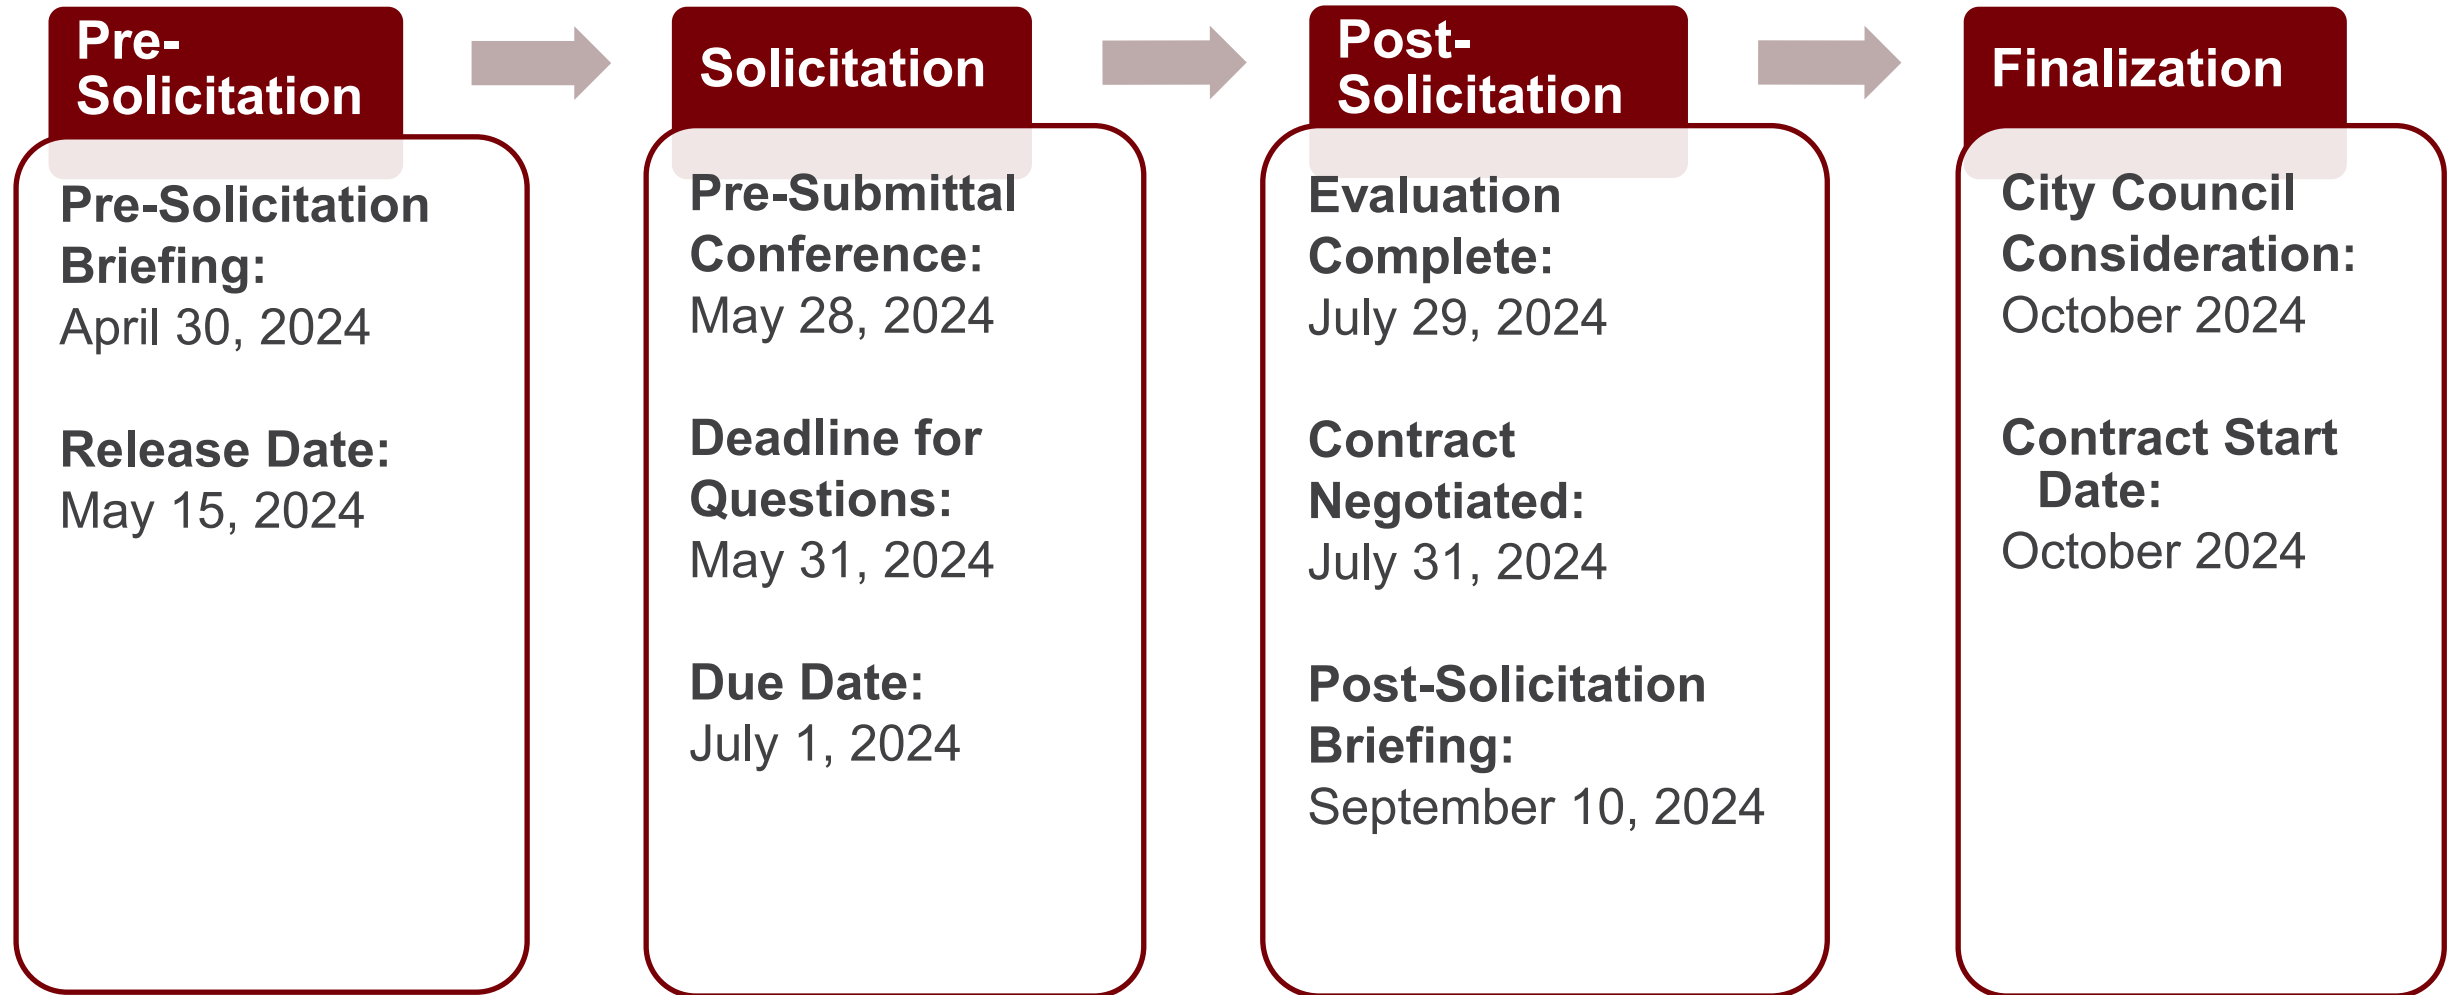 Pre-
Solicitation
Pre-Solicitation
Briefing:
April 30, 2024
Release Date:
May 15, 2024
Solicitation
Pre-Submittal
Conference:
May 28, 2024
Deadline for
Questions:
May 31, 2024
Due Date:
July 1, 2024
Post-
Solicitation
Evaluation
Complete:
July 29, 2024
Contract
Negotiated:
July 31, 2024
Post-Solicitation
Briefing:
September 10, 2024
Finalization
City Council
Consideration:
October 2024
Contract Start
Date:
October 2024